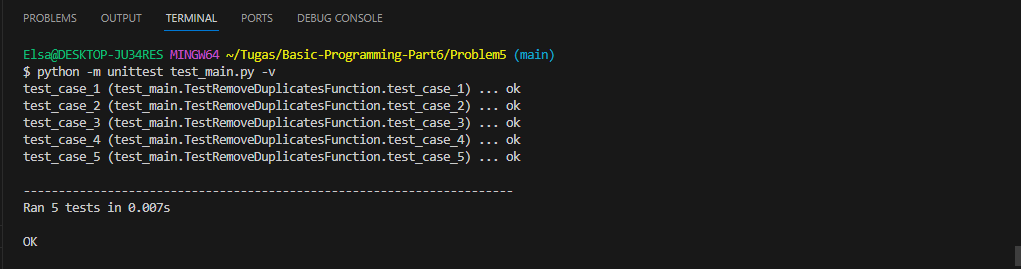 PROBLEMS OUTPUT TERMINAL PORTS DEBUG CONSOLE
Elsa@DESKTOP-JU34RES MINGW64 ~/Tugas/Basic-Programming-Part6/Problem5 (main)
$ python -m unittest test_main.py -v
test_case_1 (test_main.TestRemoveDuplicatesFunction.test_case_1) ... ok
test_case_2 (test_main.TestRemoveDuplicatesFunction.test_case_2) ... ok
test_case_3 (test_main.TestRemoveDuplicatesFunction.test_case_3) ... ok
test_case_4 (test_main.TestRemoveDuplicatesFunction.test_case_4) ... ok
test_case_5 (test_main.TestRemoveDuplicatesFunction.test_case_5) ... ok
----------------------------------------------------------------------
Ran 5 tests in 0.007s
OK